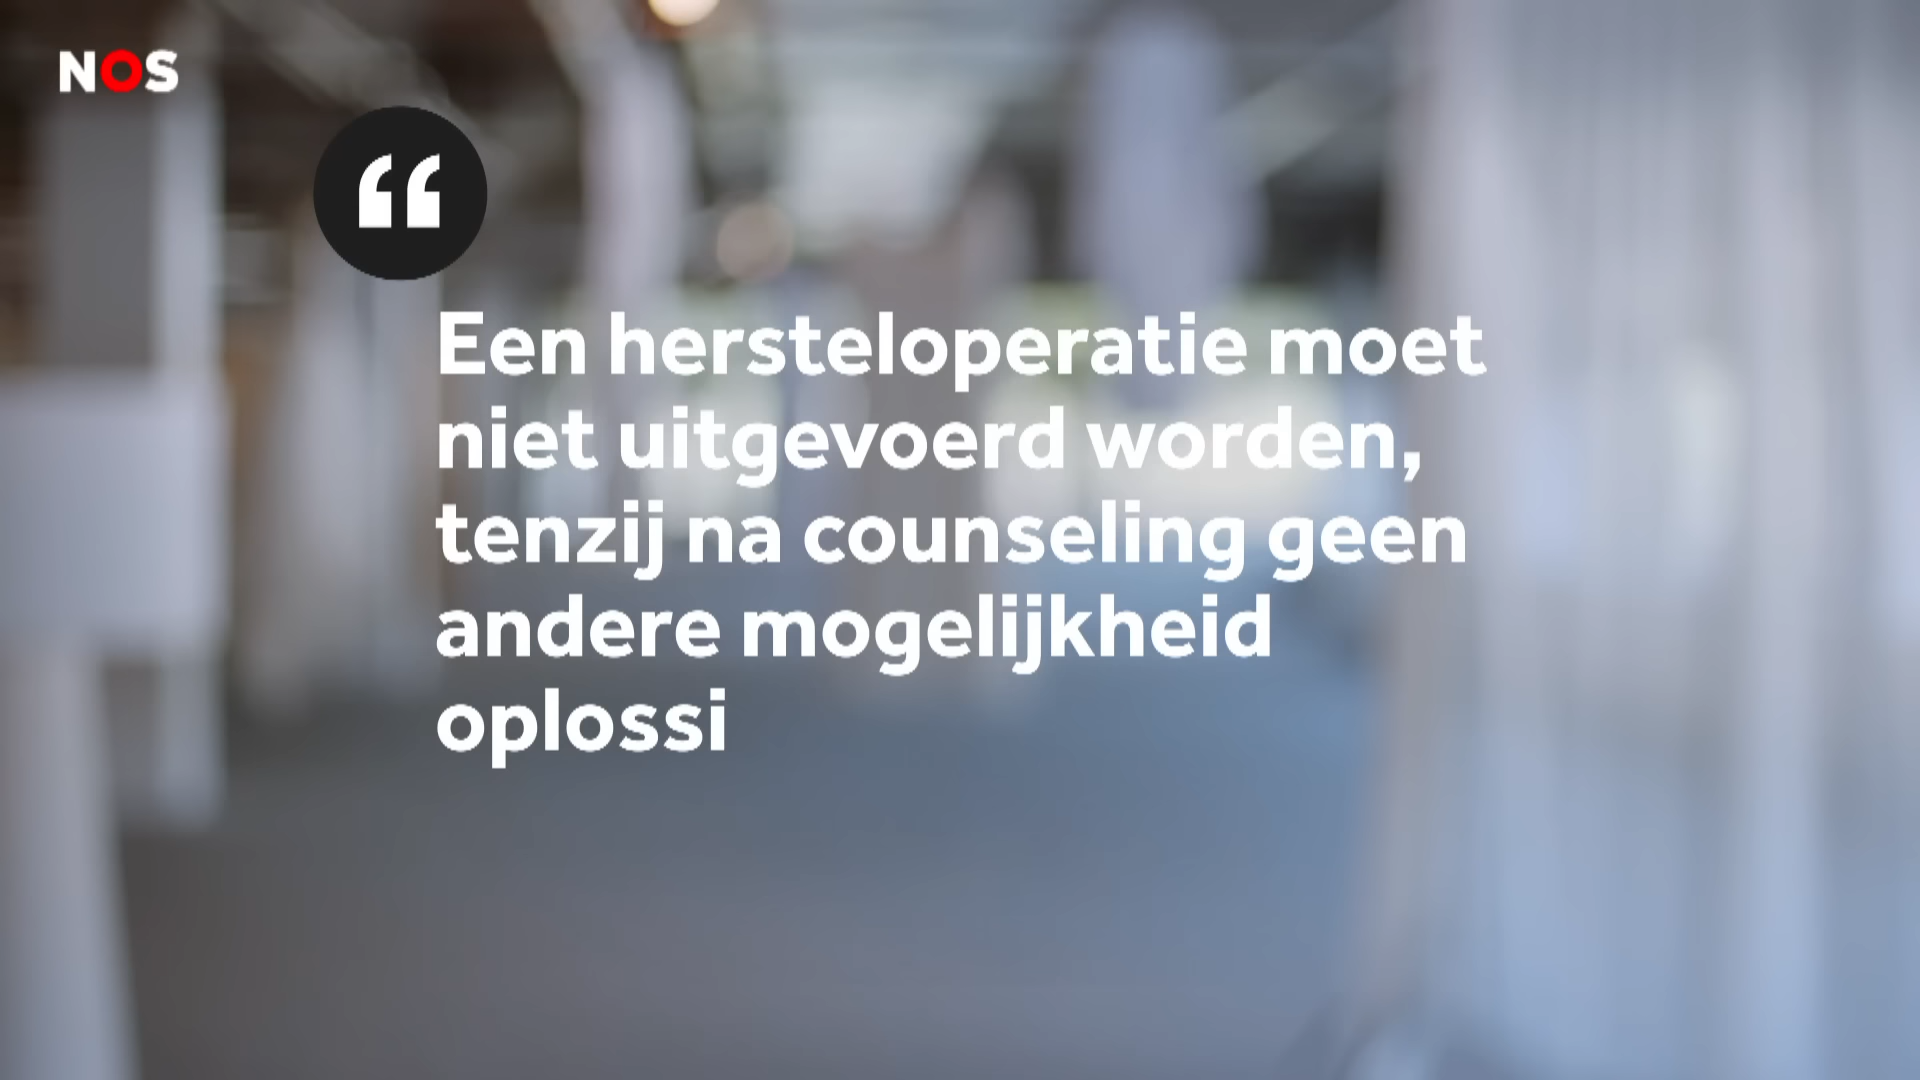 NOS
“
Een hersteloperatie moet
niet uitgevoerd worden,
tenzij na counseling geen
andere mogelijkheid
oplossi